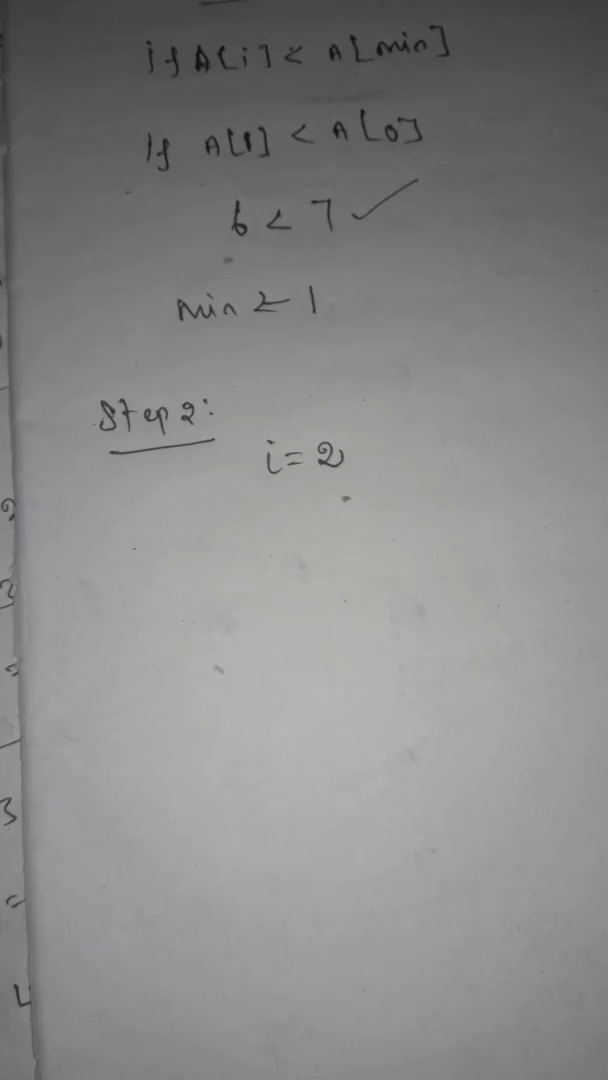 if A[i] < A[min]
If A[1] < A[0]
6 < 7 ✓
min ← 1
Step 2:
i = 2